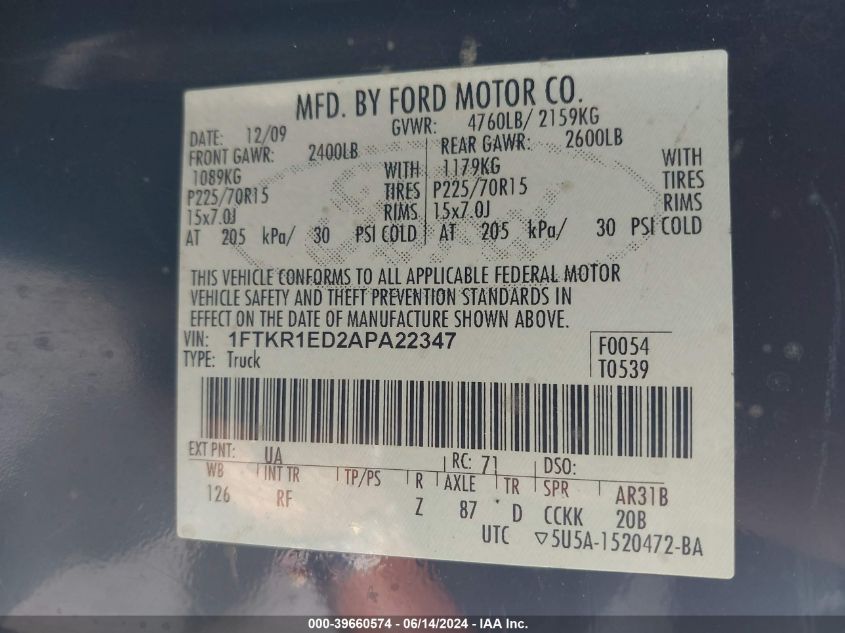 MFD. BY FORD MOTOR CO.
DATE: 12/09 GVWR: 4760LB/ 2159KG
FRONT GAWR: 2400LB REAR GAWR: 2600LB
1089KG WITH 1179KG WITH
P225/70R15 TIRES P225/70R15 TIRES
15x7.0J RIMS 15x7.0J RIMS
AT 205 kPa/ 30 PSI COLD AT 205 kPa/ 30 PSI COLD
THIS VEHICLE CONFORMS TO ALL APPLICABLE FEDERAL MOTOR
VEHICLE SAFETY AND THEFT PREVENTION STANDARDS IN
EFFECT ON THE DATE OF MANUFACTURE SHOWN ABOVE.
VIN: 1FTKR1ED2APA22347 F0054
TYPE: Truck T0539
EXT PNT: UA RC: 71 DSO:
WB INT TR TP/PS R AXLE TR SPR AR31B
126 RF Z 87 D CCKK 20B
UTC ▽5U5A-1520472-BA
000-39660574 - 06/14/2024 - IAAI.com